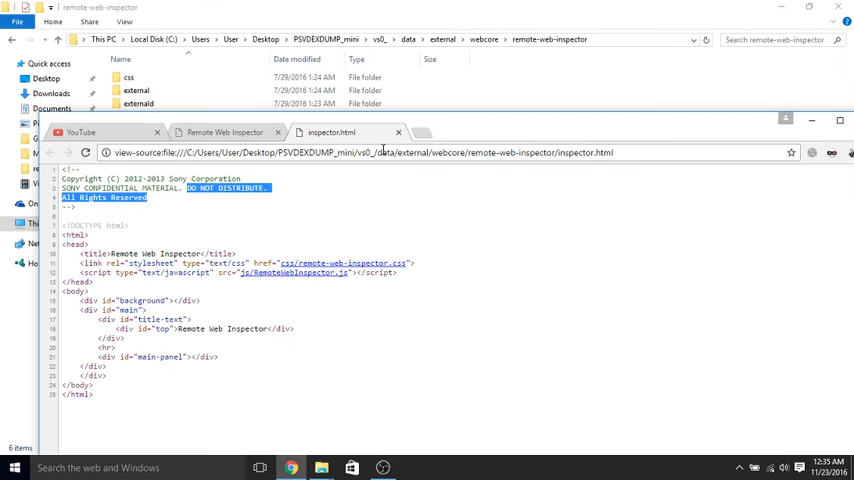 remote-web-inspector
File Home Share View
This PC > Local Disk (C:) > Users > User > Desktop > PSVDEXDUMP_mini > vs0_ > data > external > webcore > remote-web-inspector Search remote-web-inspector
Name Date modified Type Size
Quick access
Desktop
Downloads
Documents
css 7/29/2016 1:24 AM File folder
external 7/29/2016 1:24 AM File folder
externald 7/29/2016 1:23 AM File folder
YouTube Remote Web Inspector inspector.html
view-source:file:///C:/Users/User/Desktop/PSVDEXDUMP_mini/vs0_/data/external/webcore/remote-web-inspector/inspector.html
1 <!--
2 Copyright (C) 2012-2013 Sony Corporation
3 SONY CONFIDENTIAL MATERIAL. DO NOT DISTRIBUTE.
4 All Rights Reserved
5 -->
6
7 <!DOCTYPE html>
8 <html>
9 <head>
10 <title>Remote Web Inspector</title>
11 <link rel="stylesheet" type="text/css" href="css/remote-web-inspector.css">
12 <script type="text/javascript" src="js/RemoteWebInspector.js"></script>
13 </head>
14 <body>
15 <div id="background"></div>
16 <div id="main">
17 <div id="title-text">
18 <div id="top">Remote Web Inspector</div>
19 </div>
20 <hr>
21 <div id="main-panel"></div>
22 </div>
23 </div>
24 </body>
25 </html>
6 items
Search the web and Windows
12:35 AM
11/23/2016